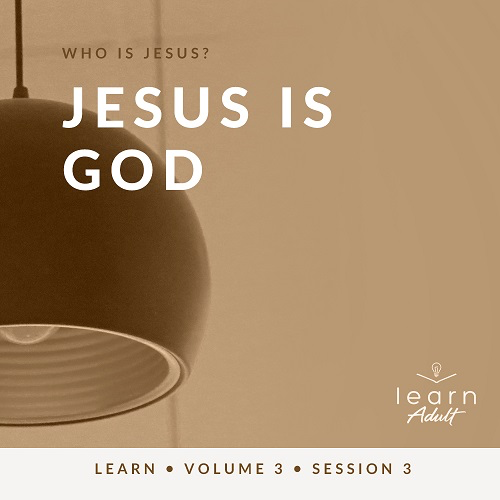 WHO IS JESUS?
JESUS IS
GOD
learn
Adult
LEARN • VOLUME 3 • SESSION 3